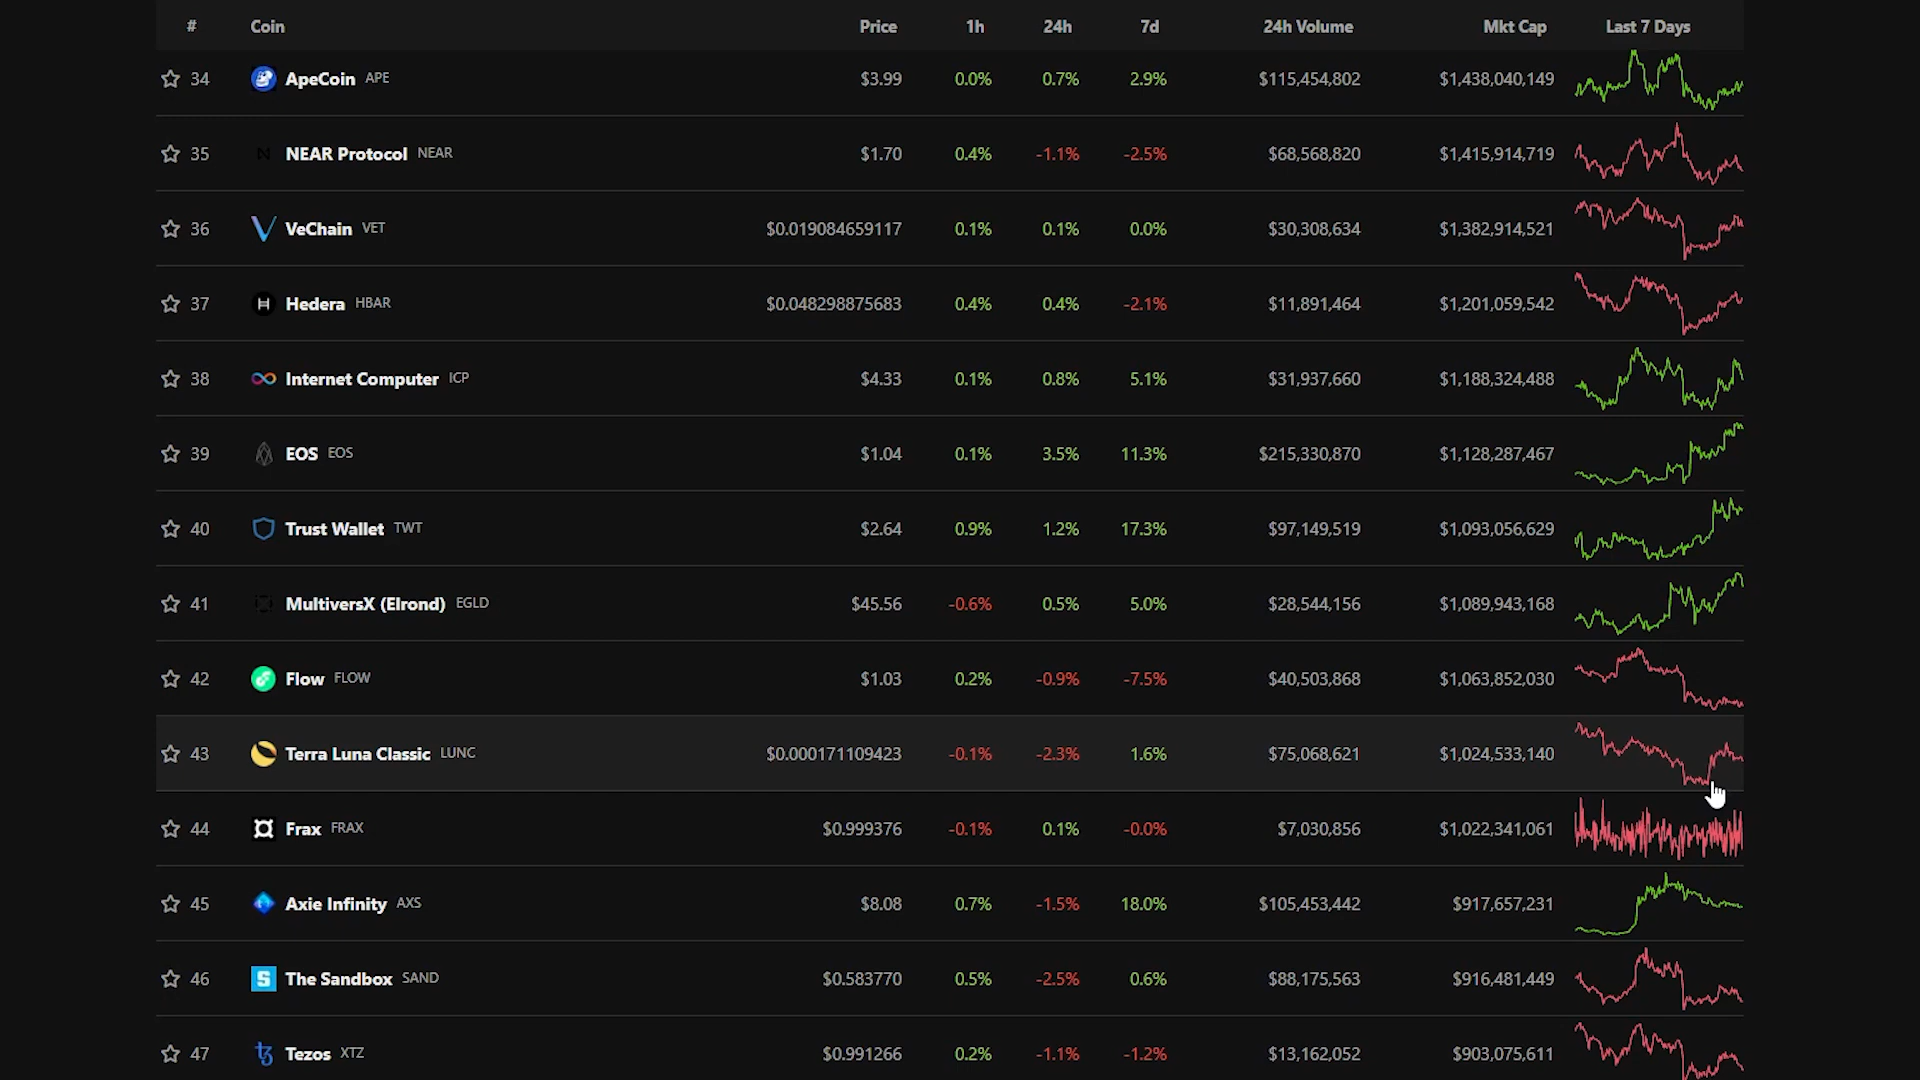 # Coin Price 1h 24h 7d 24h Volume Mkt Cap Last 7 Days
34 ApeCoin APE $3.99 0.0% 0.7% 2.9% $115,454,802 $1,438,040,149
35 NEAR Protocol NEAR $1.70 0.4% -1.1% -2.5% $68,568,820 $1,415,914,719
36 VeChain VET $0.019084659117 0.1% 0.1% 0.0% $30,308,634 $1,382,914,521
37 Hedera HBAR $0.048298875683 0.4% 0.4% -2.1% $11,891,464 $1,201,059,542
38 Internet Computer ICP $4.33 0.1% 0.8% 5.1% $31,937,660 $1,188,324,488
39 EOS EOS $1.04 0.1% 3.5% 11.3% $215,330,870 $1,128,287,467
40 Trust Wallet TWT $2.64 0.9% 1.2% 17.3% $97,149,519 $1,093,056,629
41 MultiversX (Elrond) EGLD $45.56 -0.6% 0.5% 5.0% $28,544,156 $1,089,943,168
42 Flow FLOW $1.03 0.2% -0.9% -7.5% $40,503,868 $1,063,852,030
43 Terra Luna Classic LUNC $0.000171109423 -0.1% -2.3% 1.6% $75,068,621 $1,024,533,140
44 Frax FRAX $0.999376 -0.1% 0.1% -0.0% $7,030,856 $1,022,341,061
45 Axie Infinity AXS $8.08 0.7% -1.5% 18.0% $105,453,442 $917,657,231
46 The Sandbox SAND $0.583770 0.5% -2.5% 0.6% $88,175,563 $916,481,449
47 Tezos XTZ $0.991266 0.2% -1.1% -1.2% $13,162,052 $903,075,611